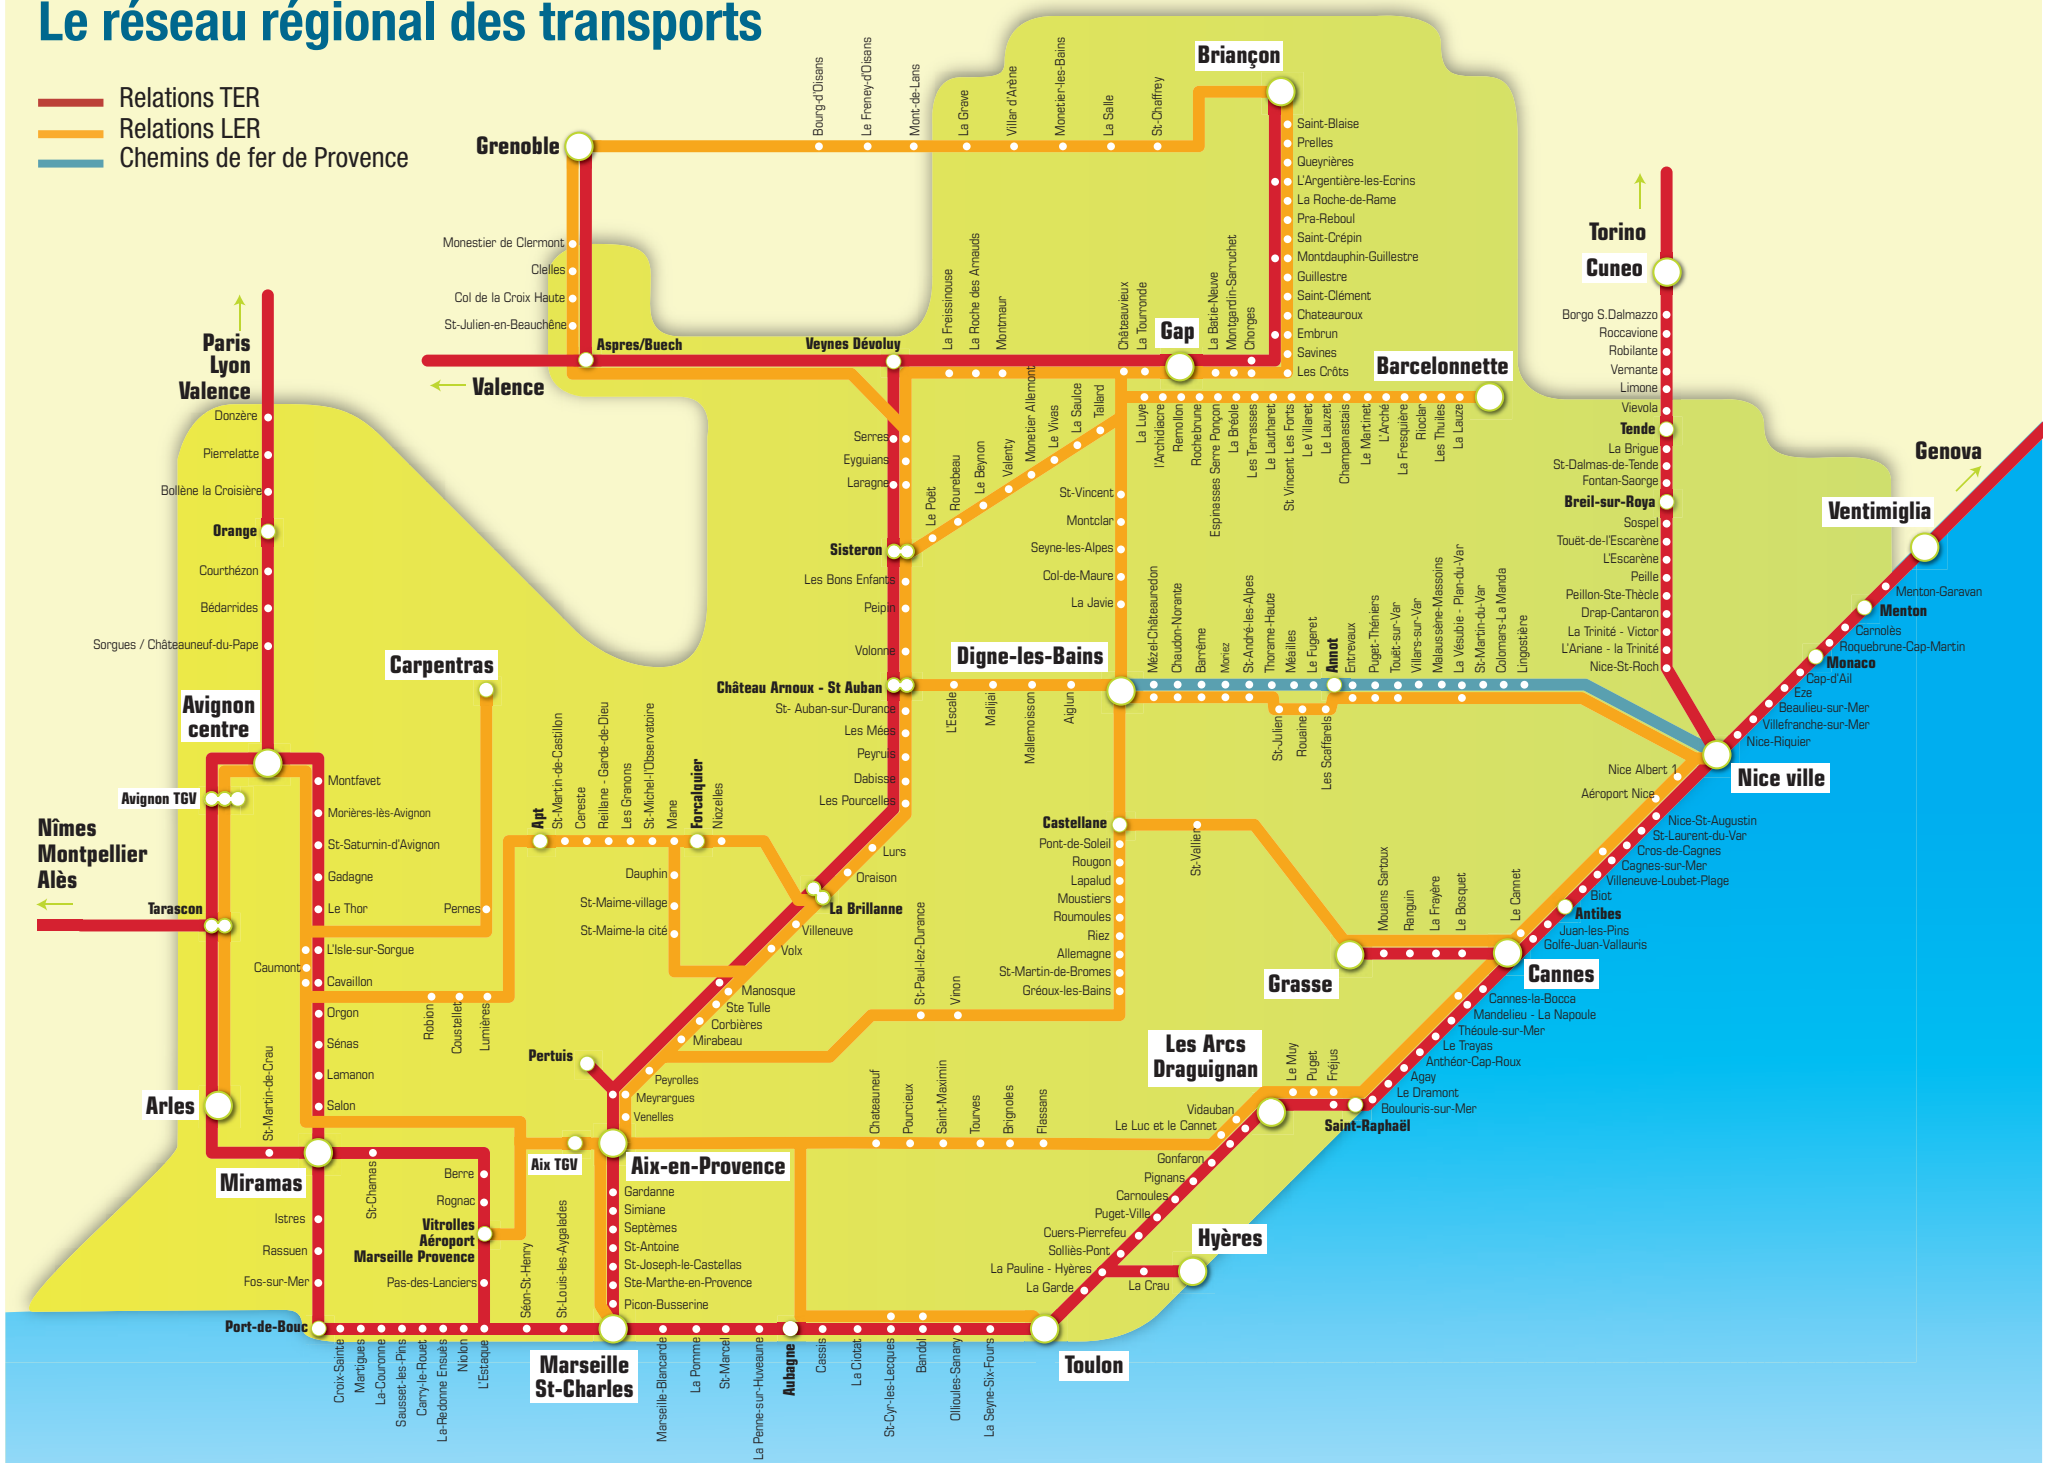 Le réseau régional des transports
Relations TER
Relations LER
Chemins de fer de Provence
Grenoble
Bourg-d'Oisans
Le Freney-d'Oisans
Mont-de-Lans
La Grave
Villar d'Arène
Monetier-les-Bains
La Salle
St-Chaffrey
Briançon
Saint-Blaise
Prelles
Queyrières
L'Argentière-les-Ecrins
La Roche-de-Rame
Pra-Reboul
Saint-Crépin
Montdauphin-Guillestre
Guillestre
Saint-Clément
Chateauroux
Embrun
Savines
Les Crôts
Monestier de Clermont
Clelles
Col de la Croix Haute
St-Julien-en-Beauchêne
Aspres/Buech
Valence
Veynes Dévoluy
La Freissinouse
La Roche des Arnauds
Montmaur
Châteauvieux
La Tourronde
Gap
La Batie-Neuve
Montgardin-Sarruchet
Chorges
Barcelonnette
La Luye
l'Archidiacre
Remollon
Rochebrune
Espinasses Serre Ponçon
La Bréole
Les Terrasses
Le Lautharet
St Vincent Les Forts
Le Villaret
Le Lauzet
Champanastais
Le Martinet
L'Arché
La Fresquière
Rioclar
Les Thuiles
La Lauze
Torino
Cuneo
Borgo S.Dalmazzo
Roccavione
Robilante
Vernante
Limone
Vievola
Tende
La Brigue
St-Dalmas-de-Tende
Fontan-Saorge
Breil-sur-Roya
Sospel
Touët-de-l'Escarène
L'Escarène
Peille
Peillon-Ste-Thècle
Drap-Cantaron
La Trinité - Victor
L'Ariane - la Trinité
Nice-St-Roch
Genova
Ventimiglia
Menton-Garavan
Menton
Carnolès
Roquebrune-Cap-Martin
Monaco
Cap-d'Ail
Eze
Beaulieu-sur-Mer
Villefranche-sur-Mer
Nice-Riquier
Nice ville
Paris
Lyon
Valence
Donzère
Pierrelatte
Bollène la Croisière
Orange
Courthézon
Bédarrides
Sorgues / Châteauneuf-du-Pape
Avignon
centre
Avignon TGV
Nîmes
Montpellier
Alès
Tarascon
Arles
Carpentras
Pernes
Montfavet
Morières-lès-Avignon
St-Saturnin-d'Avignon
Gadagne
Le Thor
L'Isle-sur-Sorgue
Caumont
Cavaillon
Orgon
Sénas
Lamanon
Salon
St-Martin-de-Crau
Miramas
St-Chamas
Istres
Rassuen
Fos-sur-Mer
Port-de-Bouc
Berre
Rognac
Vitrolles
Aéroport
Marseille Provence
Pas-des-Lanciers
Croix-Sainte
Martigues
La-Couronne
Sausset-les-Pins
Carry-le-Rouet
La-Redonne Ensuès
Niolon
L'Estaque
Séon-St-Henry
St-Louis-les-Aygalades
Robion
Coustellet
Lumières
Apt
St-Martin-de-Castillon
Cereste
Reillane - Garde-de-Dieu
Les Granons
St-Michel-l'Observatoire
Mane
Forcalquier
Niozelles
Dauphin
St-Maime-village
St-Maime-la cité
Serres
Eyguians
Laragne
Sisteron
Le Poët
Rourebeau
Le Beynon
Valenty
Monetier Allemont
Le Vivas
La Saulce
Tallard
Les Bons Enfants
Peipin
Volonne
Château Arnoux - St Auban
St- Auban-sur-Durance
Les Mées
Peyruis
Dabisse
Les Pourcelles
Lurs
Oraison
La Brillanne
Villeneuve
Volx
Manosque
Ste Tulle
Corbières
Mirabeau
Pertuis
Peyrolles
Meyrargues
Venelles
L'Escale
Malijai
Mallemoisson
Aiglun
St-Vincent
Montclar
Seyne-les-Alpes
Col-de-Maure
La Javie
Digne-les-Bains
Mézel-Châteauredon
Chaudon-Norante
Barrême
Moriez
St-André-les-Alpes
Thorame-Haute
Méailles
Le Fugeret
Annot
Entrevaux
Puget-Théniers
Touët-sur-Var
Villars-sur-Var
Malaussène-Massoins
La Vésubie - Plan-du-Var
St-Martin-du-Var
Colomars-La Manda
Lingostière
St-Julien
Rouaine
Les Scaffarels
Castellane
St-Vallier
Pont-de-Soleil
Rougon
Lapalud
Moustiers
Roumoules
Riez
Allemagne
St-Martin-de-Bromes
Gréoux-les-Bains
St-Paul-lez-Durance
Vinon
Nice Albert 1
Aéroport Nice
Nice-St-Augustin
St-Laurent-du-Var
Cros-de-Cagnes
Cagnes-sur-Mer
Villeneuve-Loubet-Plage
Biot
Antibes
Juan-les-Pins
Golfe-Juan-Vallauris
Le Cannet
Grasse
Mouans Sartoux
Ranguin
La Frayère
Le Bosquet
Cannes
Cannes-la-Bocca
Mandelieu - La Napoule
Théoule-sur-Mer
Le Trayas
Anthéor-Cap-Roux
Agay
Le Dramont
Boulouris-sur-Mer
Saint-Raphaël
Le Muy
Puget
Fréjus
Les Arcs
Draguignan
Vidauban
Le Luc et le Cannet
Gonfaron
Pignans
Carnoules
Puget-Ville
Cuers-Pierrefeu
Solliès-Pont
La Pauline - Hyères
La Garde
La Crau
Hyères
Toulon
Aix TGV
Aix-en-Provence
Chateauneuf
Pourcieux
Saint-Maximin
Tourves
Brignoles
Flassans
Gardanne
Simiane
Septèmes
St-Antoine
St-Joseph-le-Castellas
Ste-Marthe-en-Provence
Picon-Busserine
Marseille
St-Charles
Marseille-Blancarde
La Pomme
St-Marcel
La Penne-sur-Huveaune
Aubagne
Cassis
La Ciotat
St-Cyr-les-Lecques
Bandol
Ollioules-Sanary
La Seyne-Six-Fours